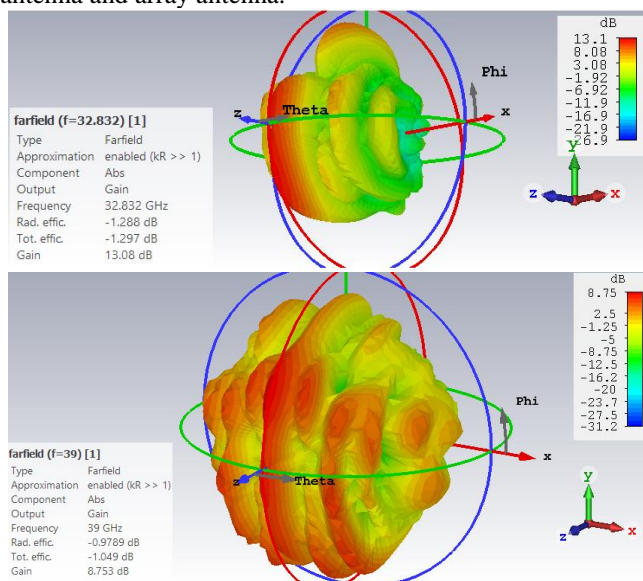 antenna and array antenna.
dB
13.1
8.08
3.08
-1.92
-6.92
-11.9
-16.9
-21.9
-26.9
Phi
z
Theta
x
farfield (f=32.832) [1]
Type Farfield
Approximation enabled (kR >> 1)
Component Abs
Output Gain
Frequency 32.832 GHz
Rad. effic. -1.288 dB
Tot. effic. -1.297 dB
Gain 13.08 dB
Y
z
x
dB
8.75
2.5
-1.25
-5
-8.75
-12.5
-16.2
-20
-23.7
-27.5
-31.2
Phi
x
z
Theta
farfield (f=39) [1]
Type Farfield
Approximation enabled (kR >> 1)
Component Abs
Output Gain
Frequency 39 GHz
Rad. effic. -0.9789 dB
Tot. effic. -1.049 dB
Gain 8.753 dB
Y
z
x